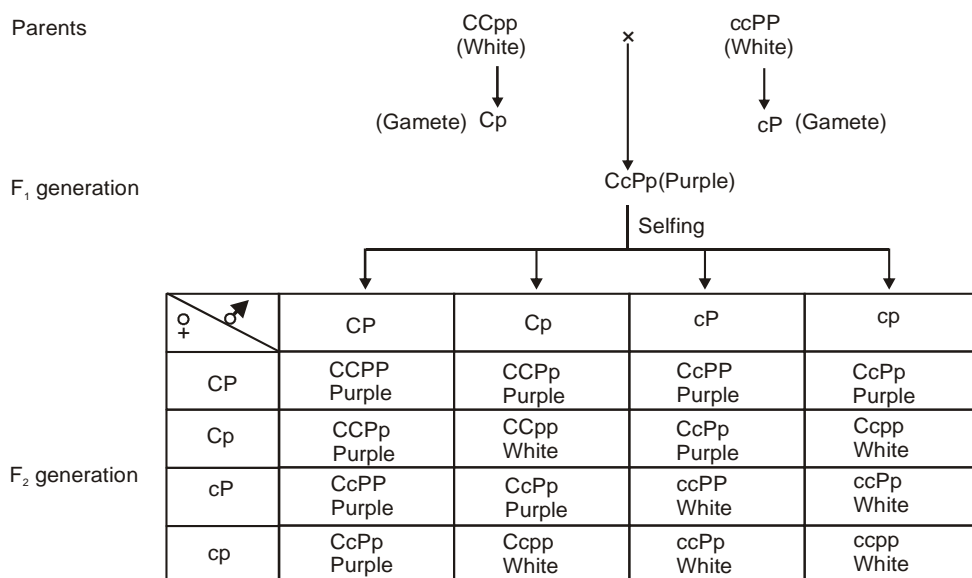 Parents
CCpp
(White)
×
ccPP
(White)
(Gamete) Cp
cP (Gamete)
F₁ generation
CcPp(Purple)
Selfing
♀ ♂ CP Cp cP cp
CP
CCPP
Purple
CCPp
Purple
CcPP
Purple
CcPp
Purple
Cp
CCPp
Purple
CCpp
White
CcPp
Purple
Ccpp
White
F₂ generation
cP
CcPP
Purple
CcPp
Purple
ccPP
White
ccPp
White
cp
CcPp
Purple
Ccpp
White
ccPp
White
ccpp
White